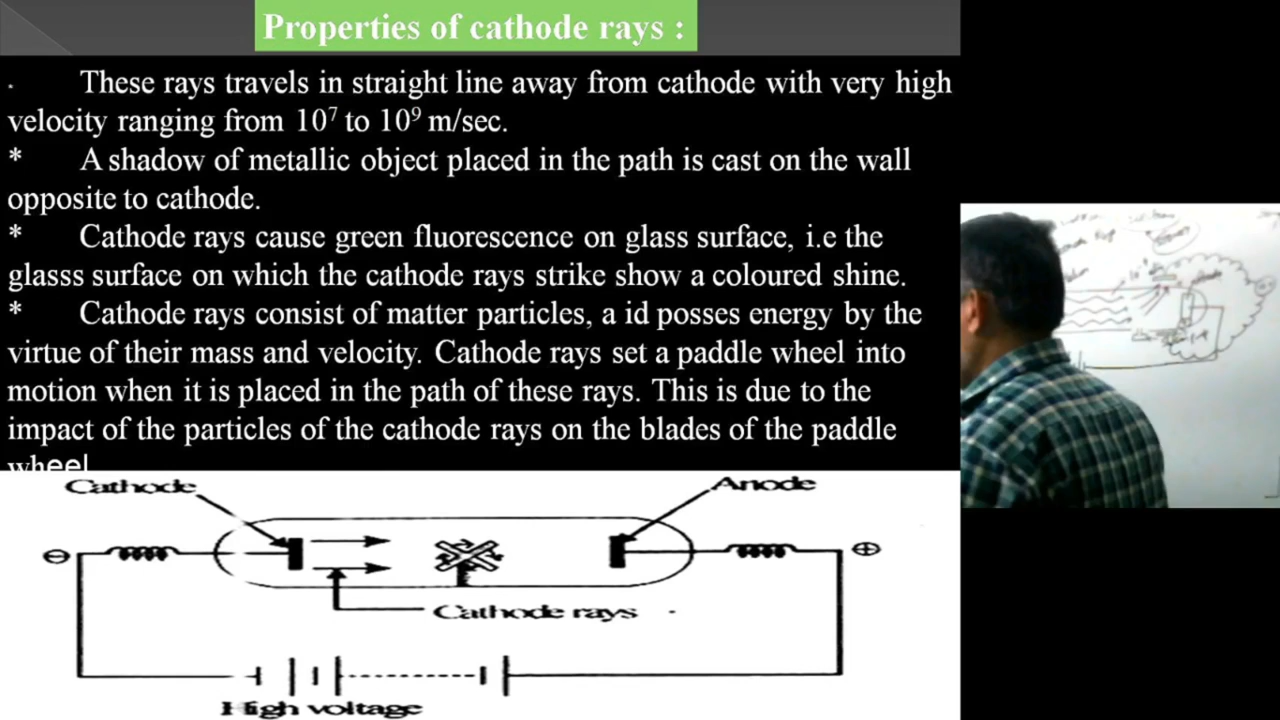 Properties of cathode rays :
· These rays travels in straight line away from cathode with very high
velocity ranging from 10⁷ to 10⁹ m/sec.
* A shadow of metallic object placed in the path is cast on the wall
opposite to cathode.
* Cathode rays cause green fluorescence on glass surface, i.e the
glasss surface on which the cathode rays strike show a coloured shine.
* Cathode rays consist of matter particles, a id posses energy by the
virtue of their mass and velocity. Cathode rays set a paddle wheel into
motion when it is placed in the path of these rays. This is due to the
impact of the particles of the cathode rays on the blades of the paddle
wheel
Cathode
Anode
⊖
⊕
Cathode rays
High voltage